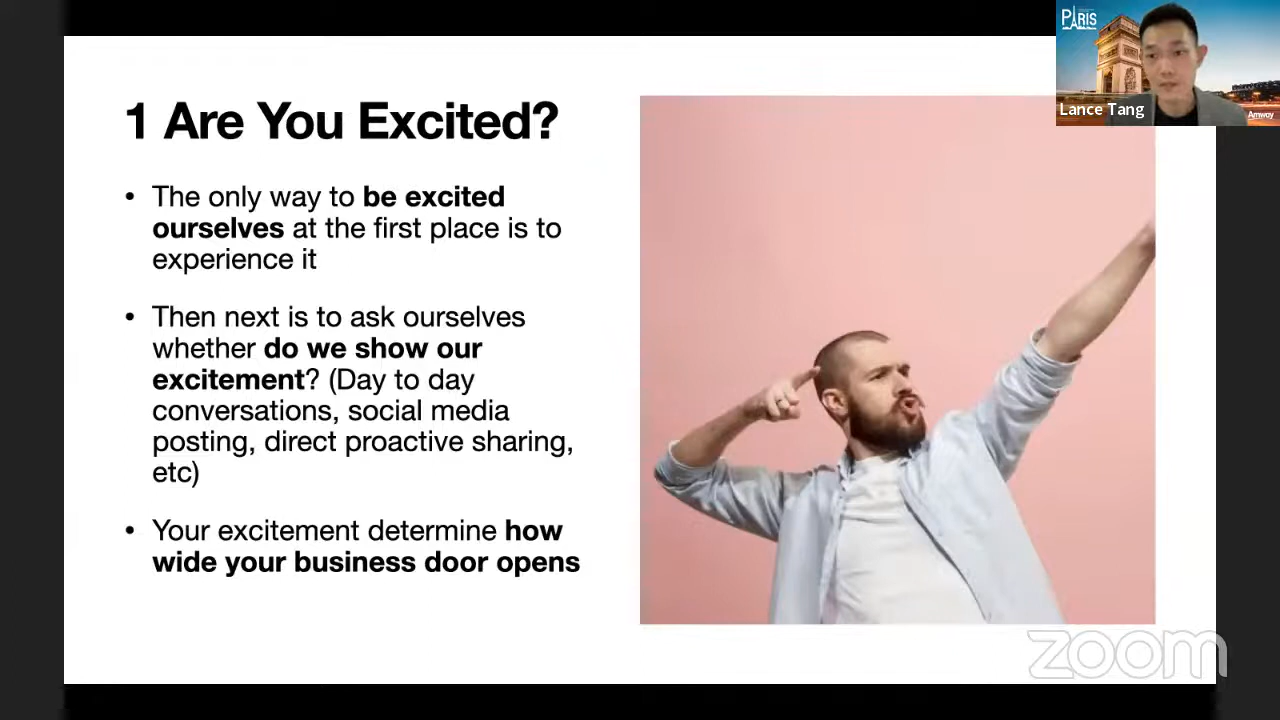 1 Are You Excited?
• The only way to be excited
ourselves at the first place is to
experience it
• Then next is to ask ourselves
whether do we show our
excitement? (Day to day
conversations, social media
posting, direct proactive sharing,
etc)
• Your excitement determine how
wide your business door opens
PARIS
Lance Tang
Amway
zoom